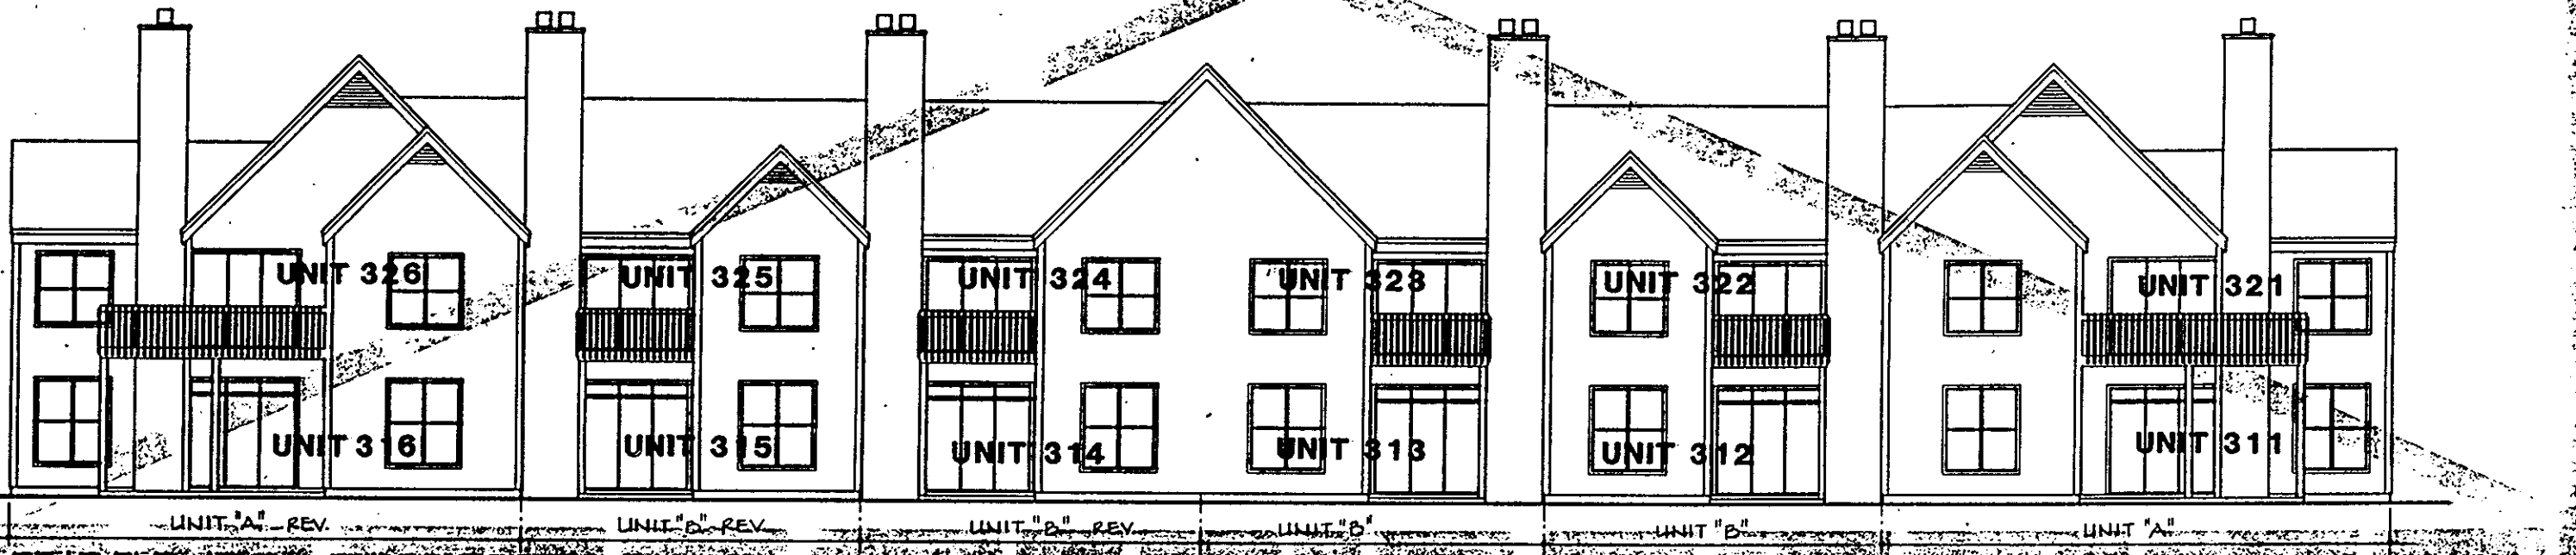 UNIT 326 UNIT 325 UNIT 324 UNIT 323 UNIT 322 UNIT 321
UNIT 316 UNIT 315 UNIT 314 UNIT 313 UNIT 312 UNIT 311
UNIT "A" - REV. UNIT "B" - REV. UNIT "B" - REV. UNIT "B" UNIT "B" UNIT "A"